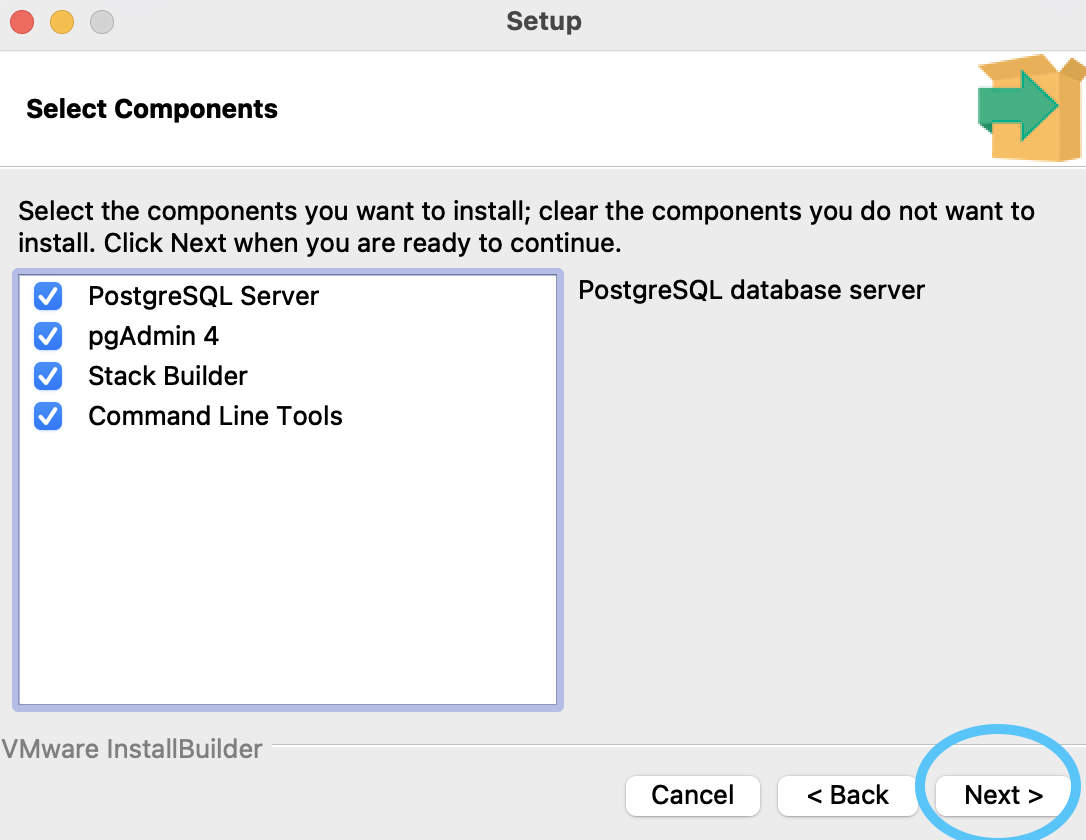 Setup
Select Components
Select the components you want to install; clear the components you do not want to
install. Click Next when you are ready to continue.
PostgreSQL Server
pgAdmin 4
Stack Builder
Command Line Tools
PostgreSQL database server
VMware InstallBuilder
Cancel
< Back
Next >